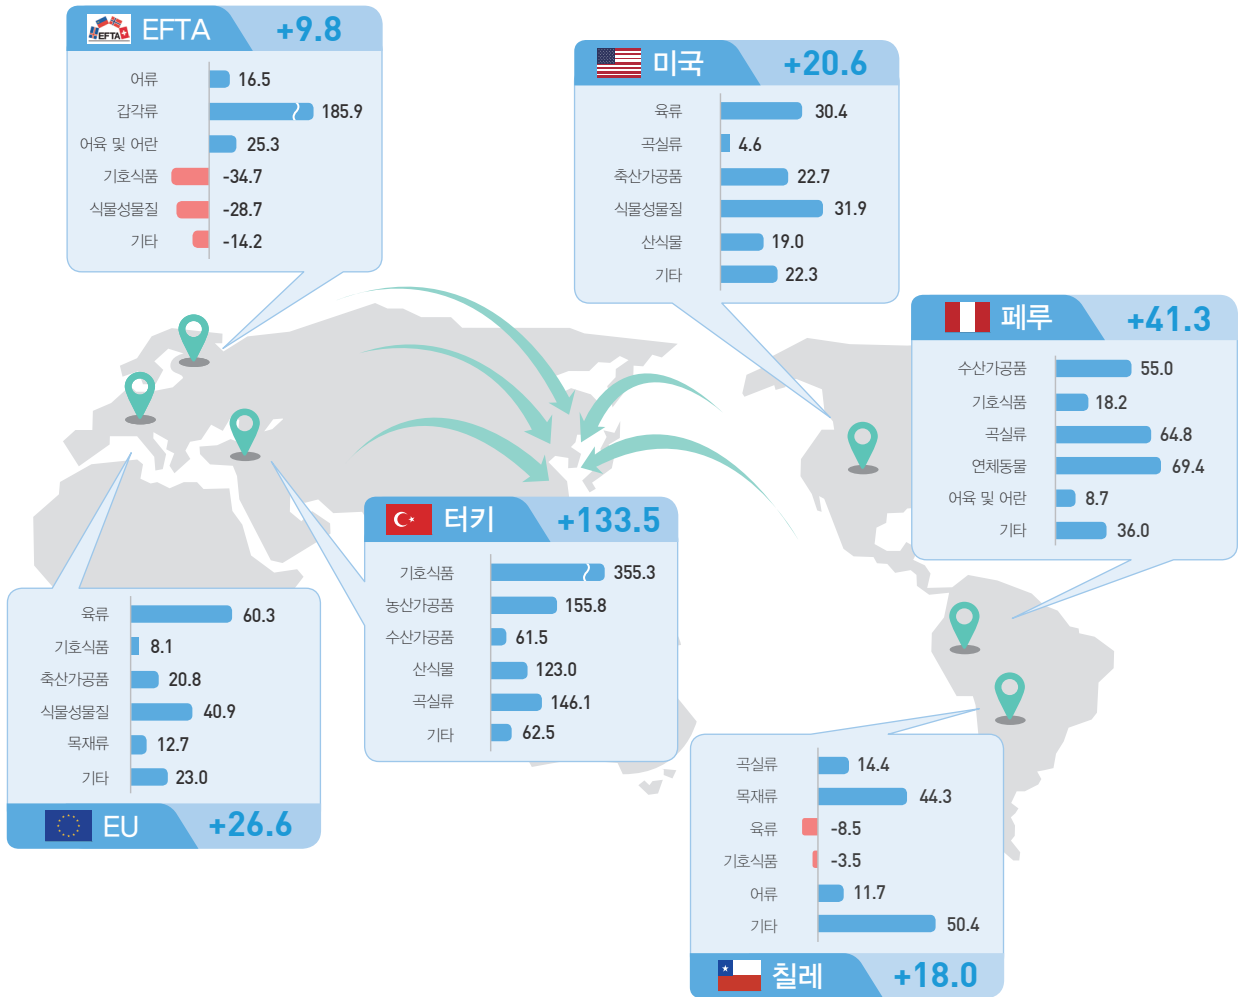 EFTA EFTA +9.8
어류 16.5
갑각류 185.9
어육 및 어란 25.3
기호식품 -34.7
식물성물질 -28.7
기타 -14.2
미국 +20.6
육류 30.4
곡실류 4.6
축산가공품 22.7
식물성물질 31.9
산식물 19.0
기타 22.3
페루 +41.3
수산가공품 55.0
기호식품 18.2
곡실류 64.8
연체동물 69.4
어육 및 어란 8.7
기타 36.0
터키 +133.5
기호식품 355.3
농산가공품 155.8
수산가공품 61.5
산식물 123.0
곡실류 146.1
기타 62.5
육류 60.3
기호식품 8.1
축산가공품 20.8
식물성물질 40.9
목재류 12.7
기타 23.0
EU +26.6
곡실류 14.4
목재류 44.3
육류 -8.5
기호식품 -3.5
어류 11.7
기타 50.4
칠레 +18.0